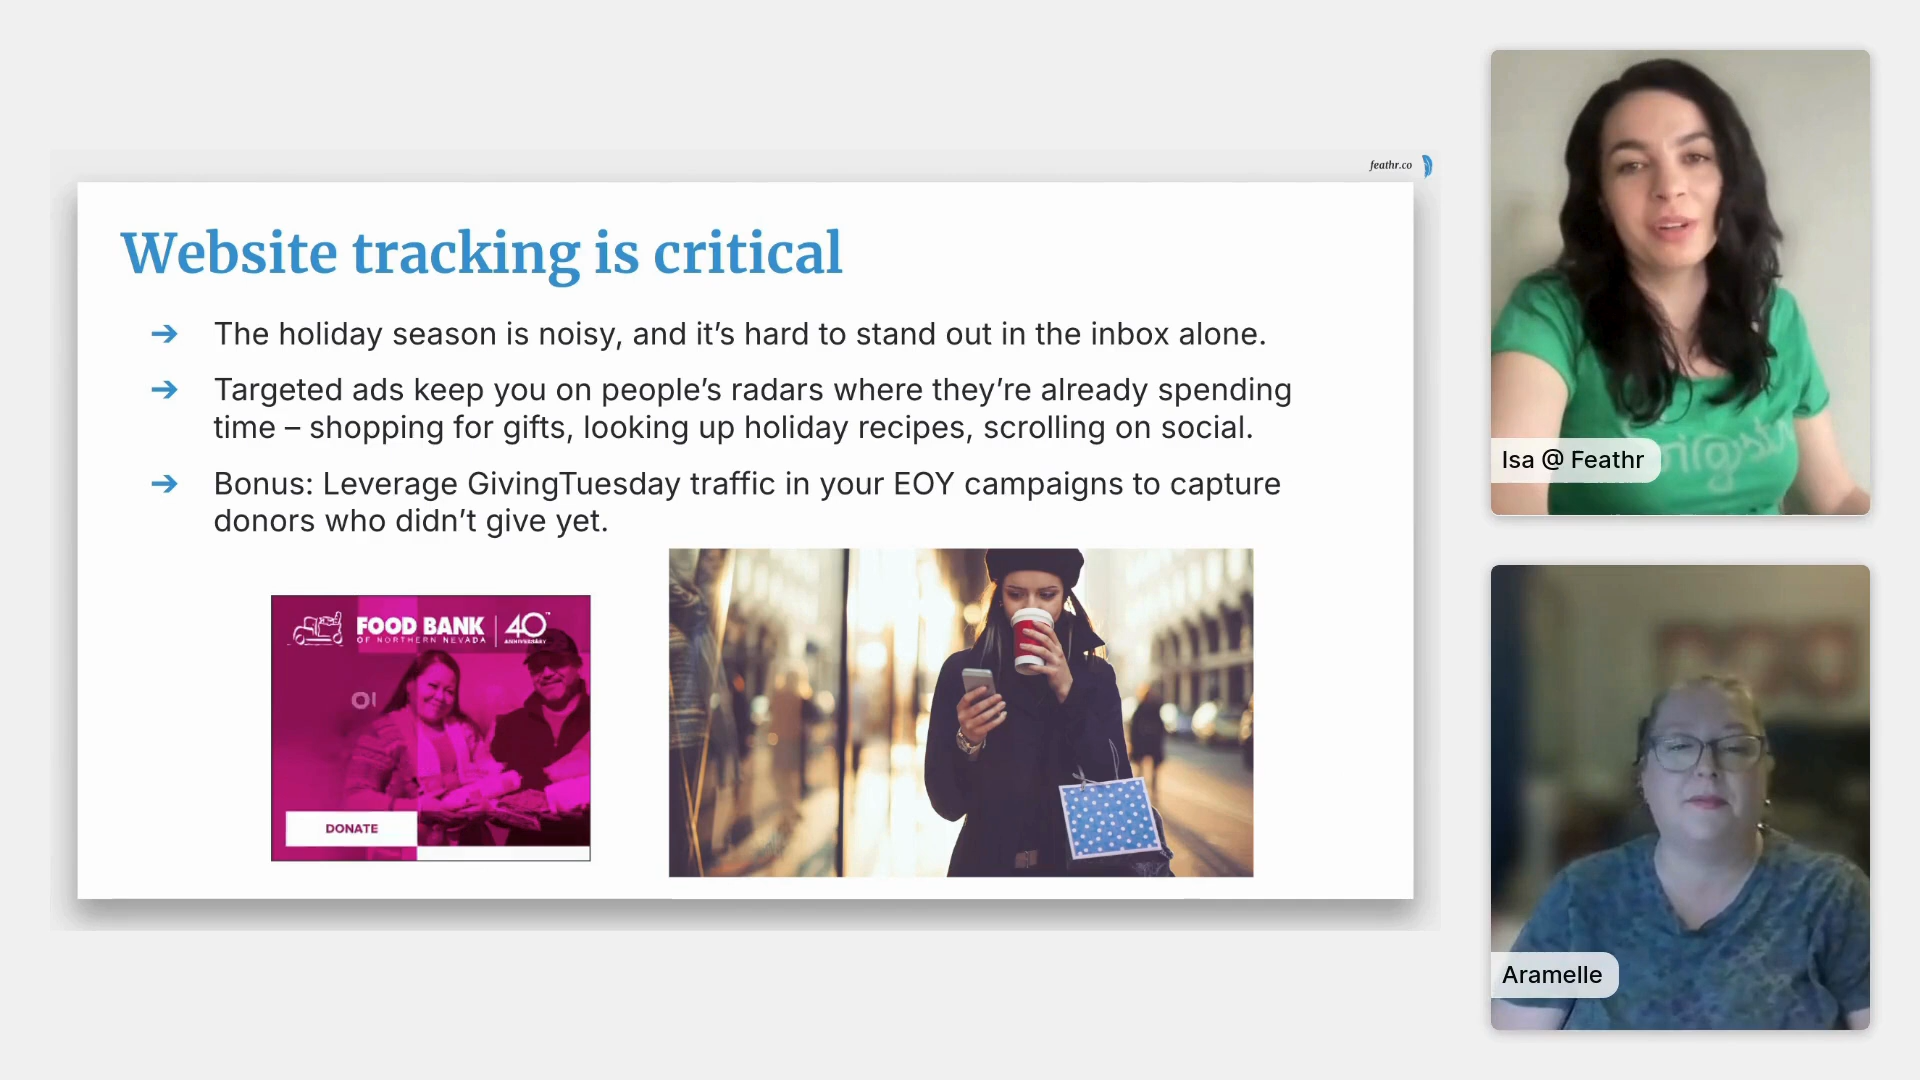 feathr.co
Website tracking is critical
➔ The holiday season is noisy, and it’s hard to stand out in the inbox alone.
➔ Targeted ads keep you on people’s radars where they’re already spending
time – shopping for gifts, looking up holiday recipes, scrolling on social.
➔ Bonus: Leverage GivingTuesday traffic in your EOY campaigns to capture
donors who didn’t give yet.
FOOD BANK
OF NORTHERN NEVADA
40™
ANNIVERSARY
DONATE
Isa @ Feathr
Aramelle